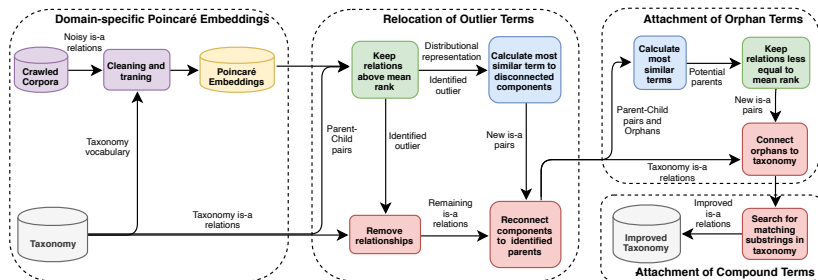 Domain-specific Poincaré Embeddings
Noisy is-a
relations
Crawled
Corpora
Cleaning and
traning
Poincaré
Embeddings
Taxonomy
vocabulary
Taxonomy
Taxonomy is-a
relations
Parent-
Child
pairs
Relocation of Outlier Terms
Keep
relations
above mean
rank
Distributional
representation
Identified
outlier
Calculate most
similar term to
disconnected
components
Identified
outlier
New is-a
pairs
Remove
relationships
Remaining
is-a
relations
Reconnect
components
to identified
parents
Attachment of Orphan Terms
Calculate
most
similar
terms
Potential
parents
Keep
relations less
equal to
mean rank
Parent-Child
pairs and
Orphans
New is-a
pairs
Taxonomy is-a
relations
Connect
orphans to
taxonomy
Improved
is-a
relations
Search for
matching
substrings in
taxonomy
Improved
Taxonomy
Attachment of Compound Terms